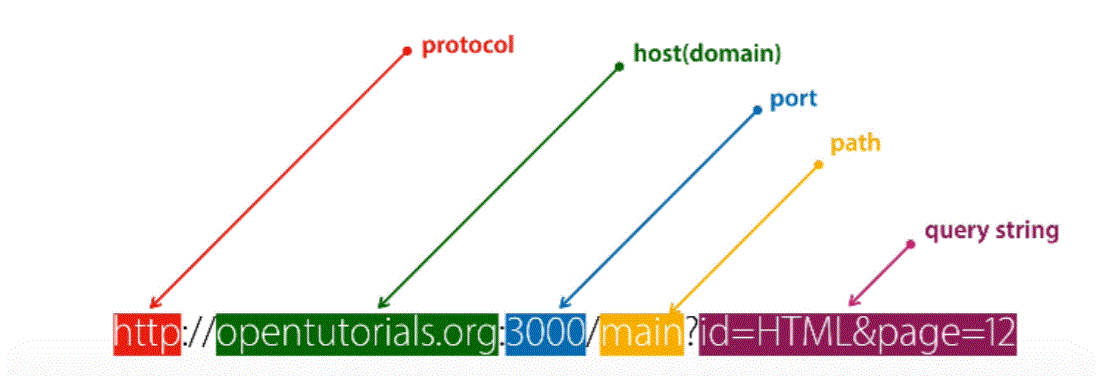 protocol
host(domain)
port
path
query string
http://opentutorials.org:3000/main?id=HTML&page=12